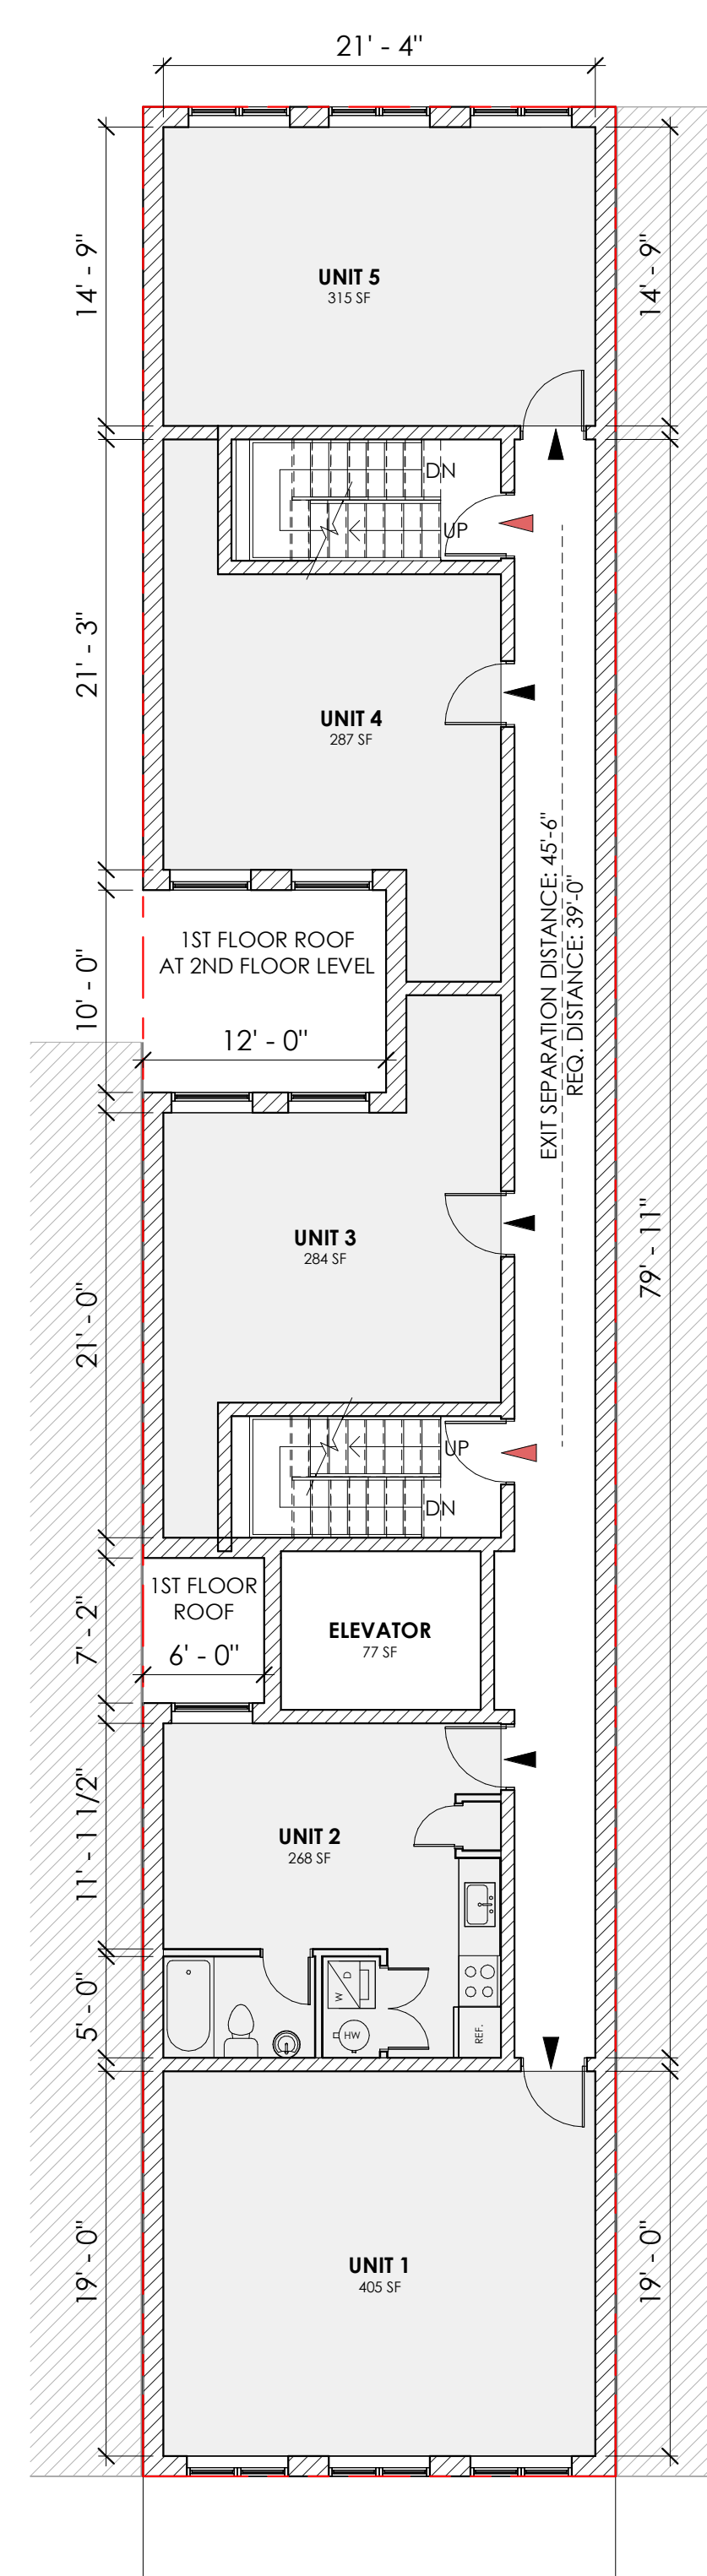 21' - 4"
14' - 9"
14' - 9"
UNIT 5
315 SF
DN
UP
21' - 3"
UNIT 4
287 SF
EXIT SEPARATION DISTANCE: 45'-6"
REQ. DISTANCE: 39'-0"
1ST FLOOR ROOF
AT 2ND FLOOR LEVEL
10' - 0"
12' - 0"
79' - 11"
UNIT 3
284 SF
21' - 0"
UP
DN
1ST FLOOR
ROOF
7' - 2"
6' - 0"
ELEVATOR
77 SF
11' - 1 1/2"
UNIT 2
268 SF
5' - 0"
W
D
HW
REF.
19' - 0"
19' - 0"
UNIT 1
405 SF